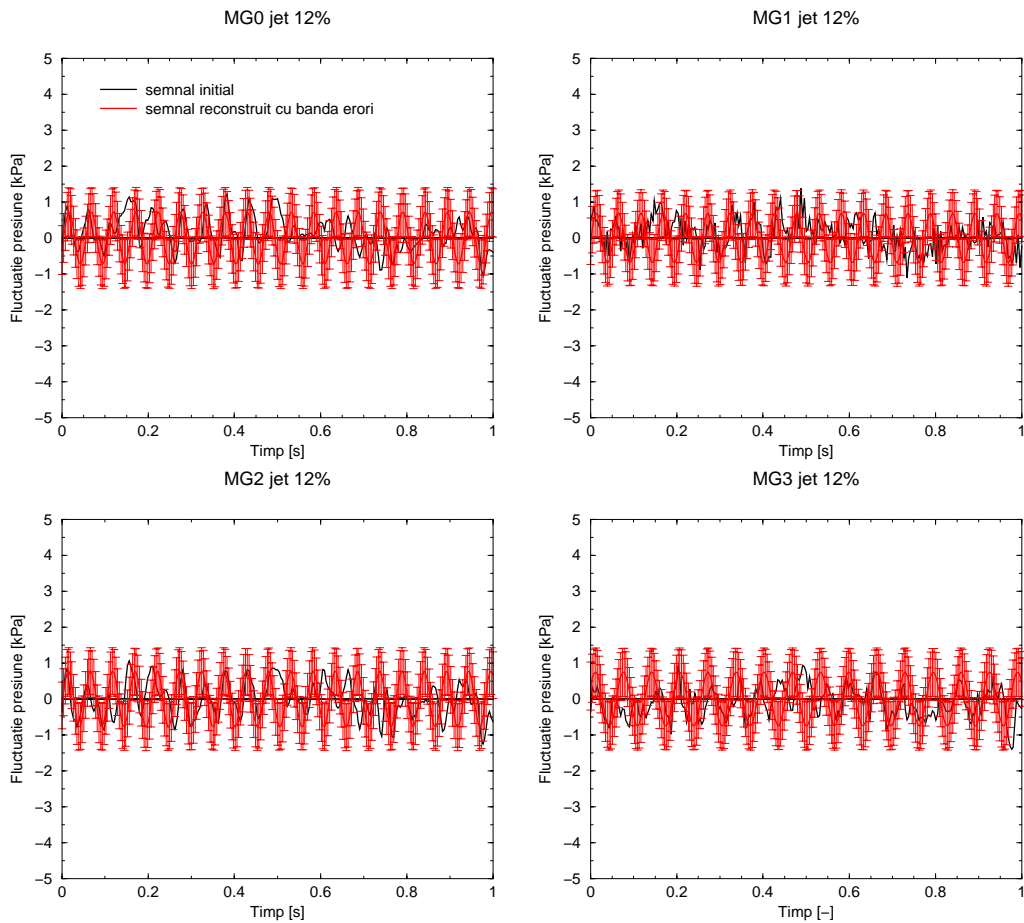 MG0 jet 12%
5
4
3
2
1
0
−1
−2
−3
−4
−5
Fluctuatie presiune [kPa]
semnal initial
semnal reconstruit cu banda erori
0 0.2 0.4 0.6 0.8 1
Timp [s]
MG1 jet 12%
5
4
3
2
1
0
−1
−2
−3
−4
−5
Fluctuatie presiune [kPa]
0 0.2 0.4 0.6 0.8 1
Timp [s]
MG2 jet 12%
5
4
3
2
1
0
−1
−2
−3
−4
−5
Fluctuatie presiune [kPa]
0 0.2 0.4 0.6 0.8 1
Timp [s]
MG3 jet 12%
5
4
3
2
1
0
−1
−2
−3
−4
−5
Fluctuatie presiune [kPa]
0 0.2 0.4 0.6 0.8 1
Timp [−]